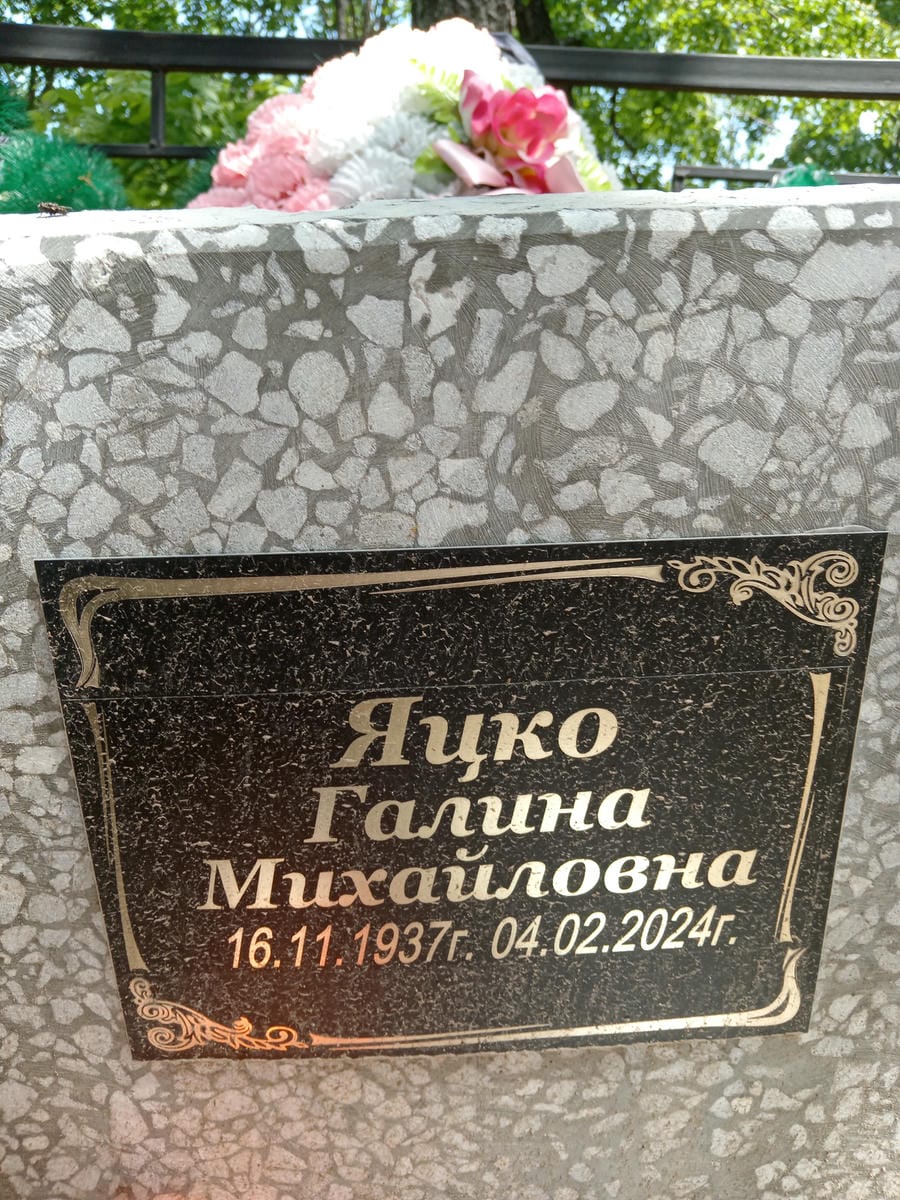 Яцко
Галина
Михайловна
16.11.1937г. 04.02.2024г.